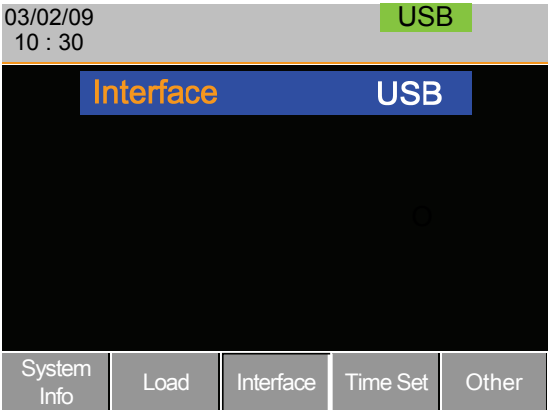 03/02/09 USB
10 : 30
Interface USB
O
System Info Load Interface Time Set Other